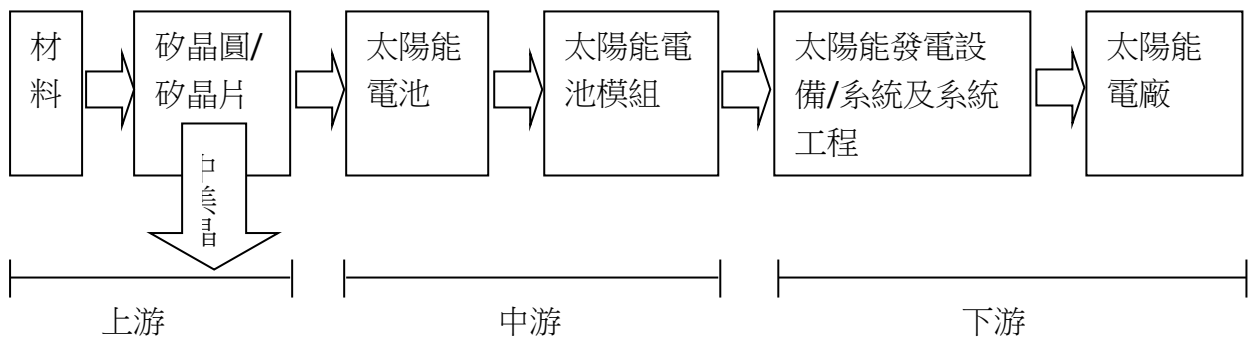 材
料
矽晶圓/
矽晶片
太陽能
電池
太陽能電
池模組
太陽能發電設
備/系統及系統
工程
太陽能
電廠
上游
中游
下游